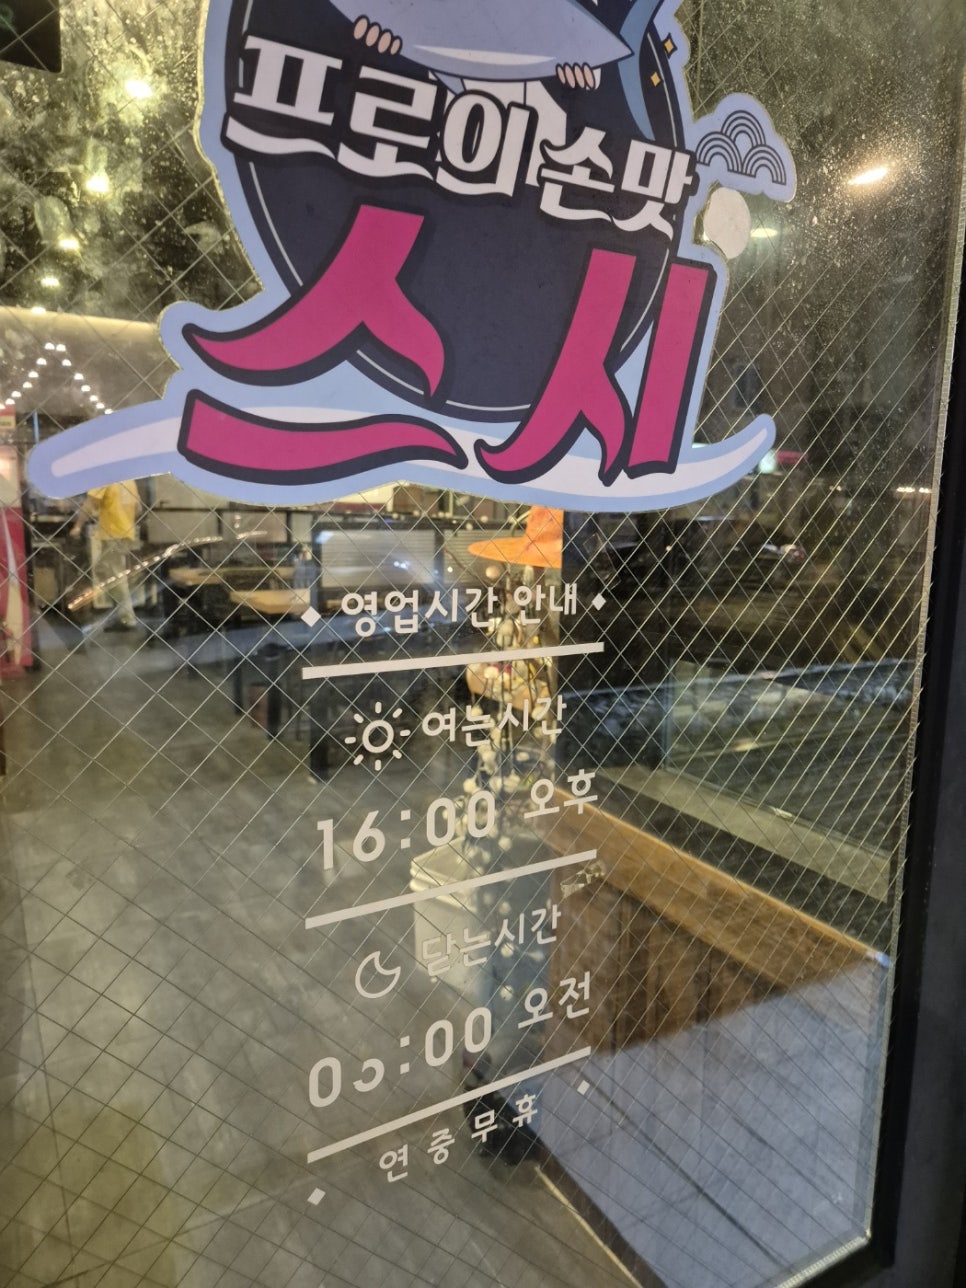 프로의 손맛
스시
영업시간 안내
여는시간
16:00 오후
닫는시간
오전
연중무휴